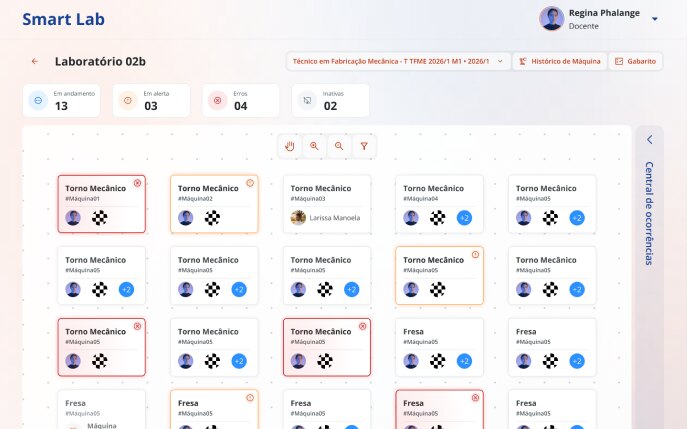 Smart Lab
Regina Phalange
Docente
Laboratório 02b
Técnico em Fabricação Mecânica - T TFME 2026/1 M1 • 2026/1
Histórico de Máquina
Gabarito
Em andamento
13
Em alerta
03
Erros
04
Inativas
02
Central de ocorrências
Torno Mecânico
#Máquina01
Torno Mecânico
#Máquina02
Torno Mecânico
#Máquina03
Larissa Manoela
Torno Mecânico
#Máquina04
+2
Torno Mecânico
#Máquina05
+2
Torno Mecânico
#Máquina05
+2
Torno Mecânico
#Máquina05
+2
Torno Mecânico
#Máquina05
+2
Torno Mecânico
#Máquina05
Torno Mecânico
#Máquina05
+2
Torno Mecânico
#Máquina05
Torno Mecânico
#Máquina05
+2
Torno Mecânico
#Máquina05
Fresa
#Máquina05
+2
Fresa
#Máquina05
+2
Fresa
#Máquina05
Máquina
Fresa
#Máquina05
Fresa
#Máquina05
+2
Fresa
#Máquina05
Fresa
#Máquina05
+2